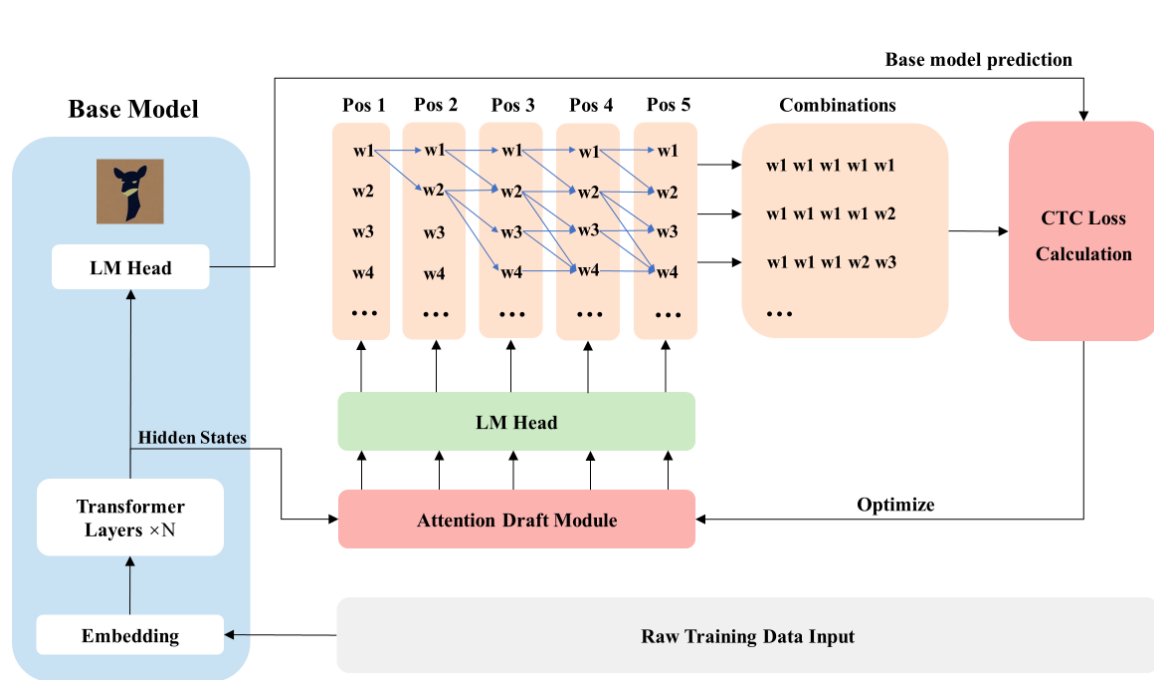 Base model prediction
Base Model
Pos 1 Pos 2 Pos 3 Pos 4 Pos 5 Combinations
w1 w1 w1 w1 w1
w2 w2 w2 w2 w2
w3 w3 w3 w3 w3
w4 w4 w4 w4 w4
... ... ... ... ...
w1 w1 w1 w1 w1
w1 w1 w1 w1 w2
w1 w1 w1 w2 w3
...
CTC Loss
Calculation
LM Head
LM Head
Hidden States
Transformer
Layers ×N
Attention Draft Module
Optimize
Embedding
Raw Training Data Input